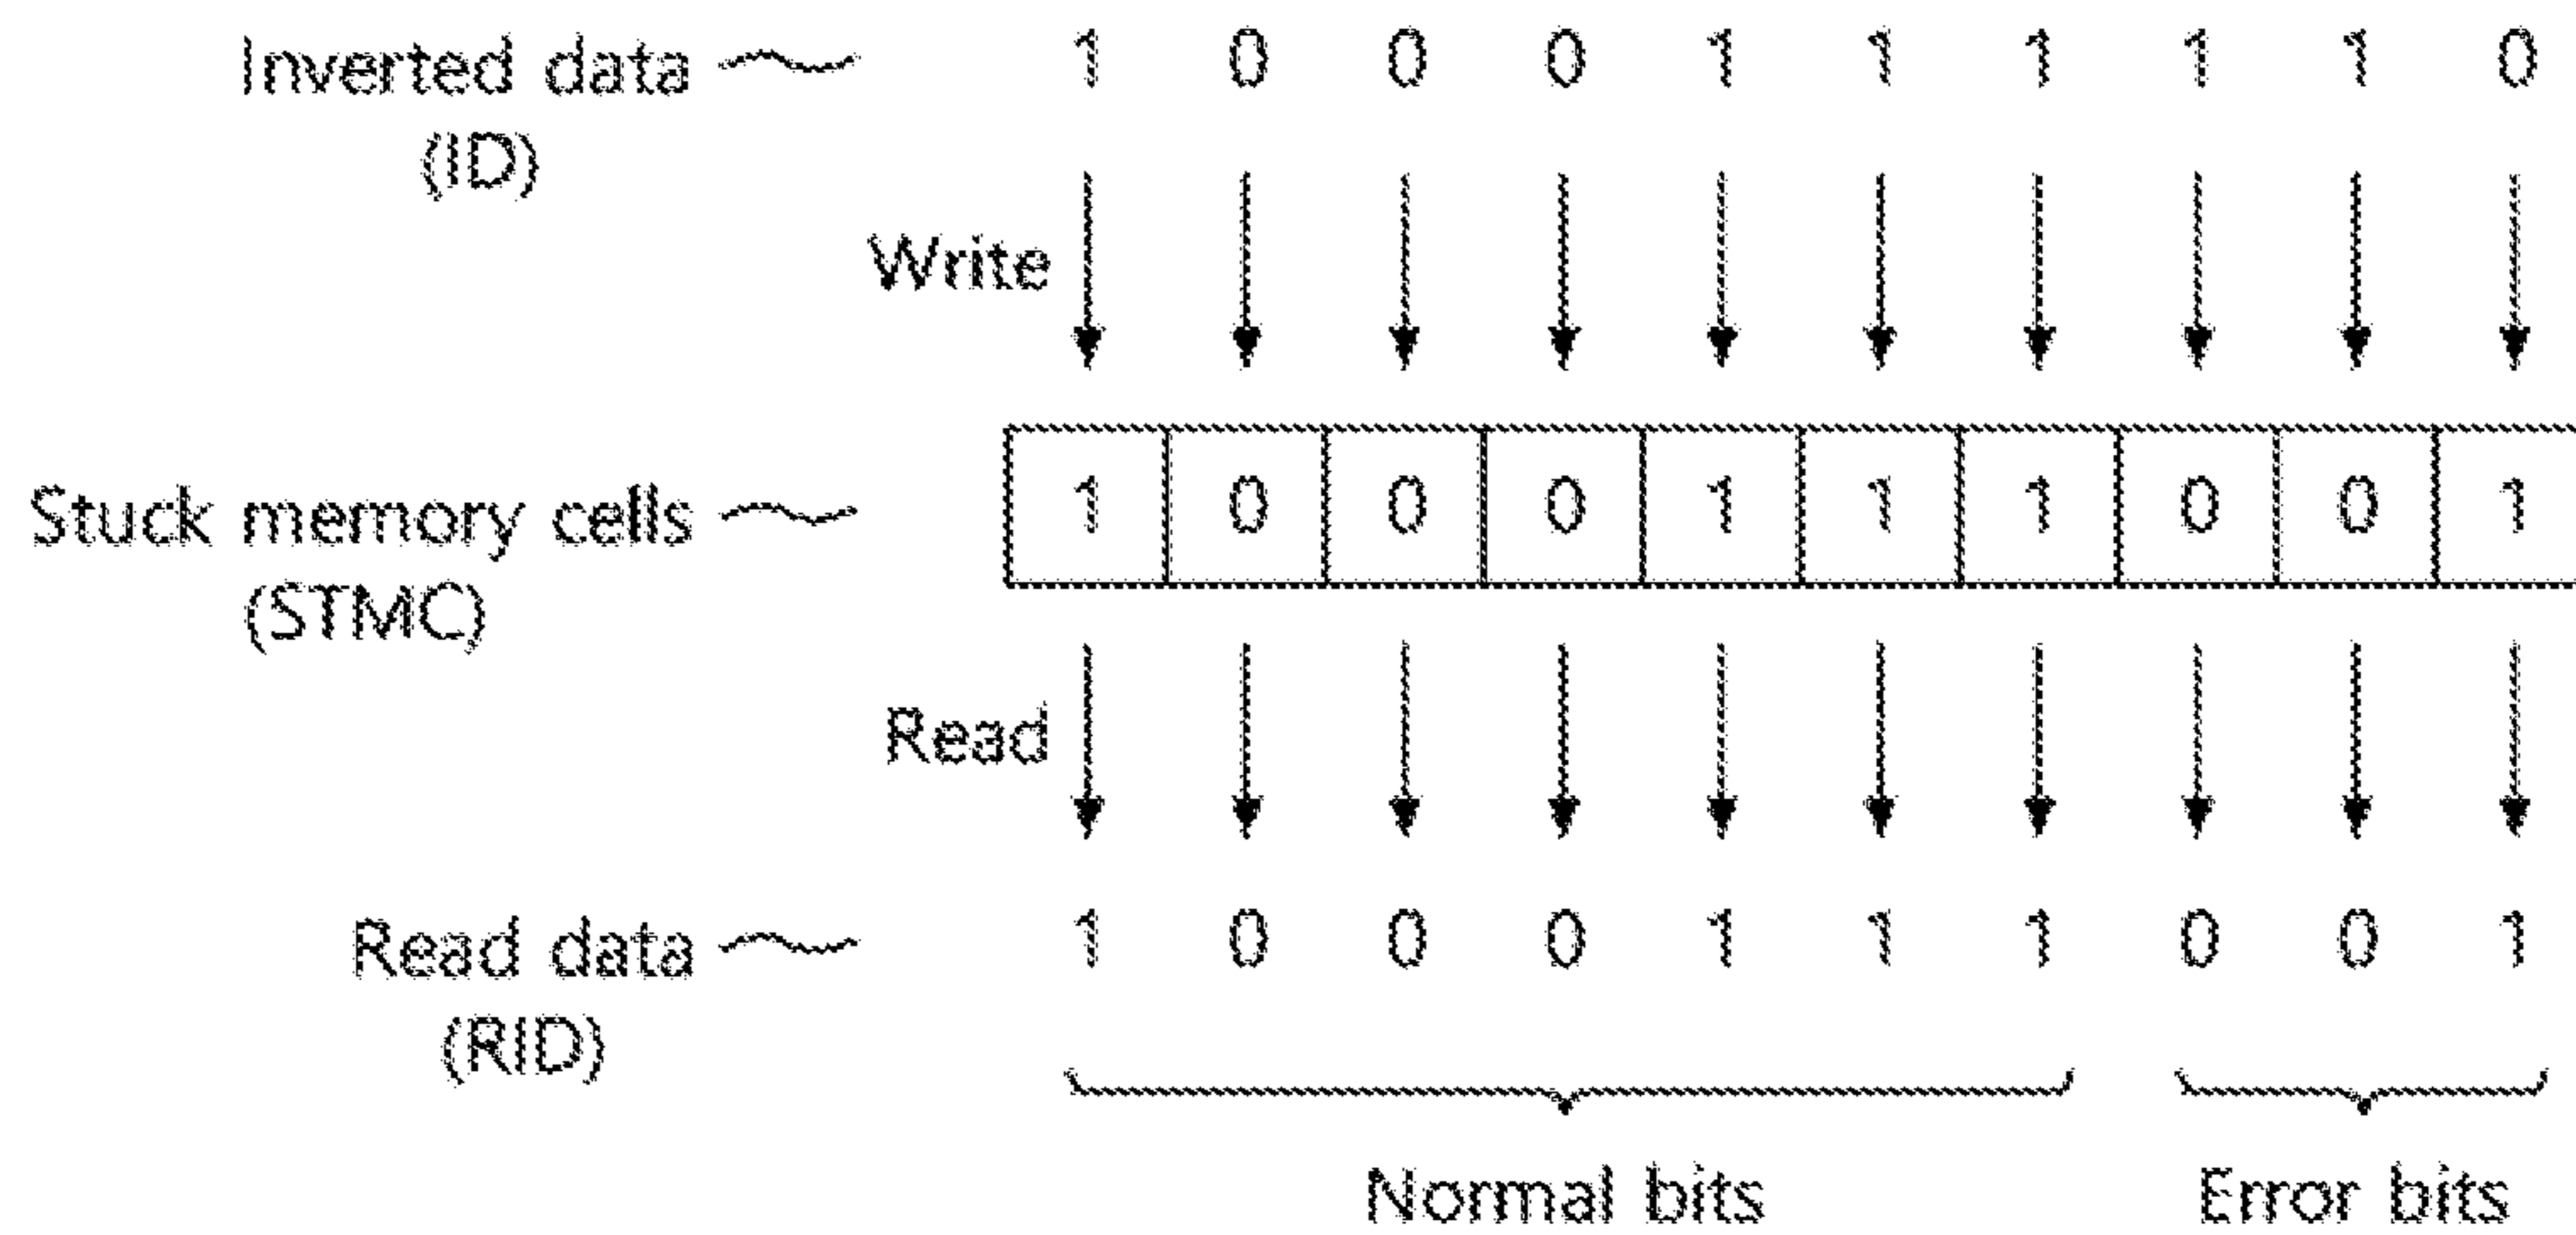 Inverted data 1 0 0 0 1 1 1 1 1 0
(ID)
Write
Stuck memory cells 1 0 0 0 1 1 1 0 0 1
(STMC)
Read
Read data 1 0 0 0 1 1 1 0 0 1
(RID)
Normal bits Error bits